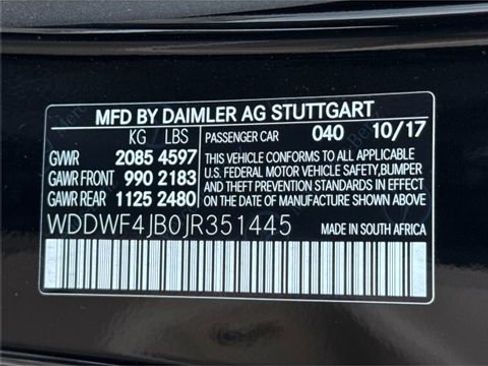 MFD BY DAIMLER AG STUTTGART
KG LBS PASSENGER CAR 040 10/17
GVWR 2085 4597
GAWR FRONT 990 2183
GAWR REAR 1125 2480
THIS VEHICLE CONFORMS TO ALL APPLICABLE
U.S. FEDERAL MOTOR VEHICLE SAFETY,BUMPER
AND THEFT PREVENTION STANDARDS IN EFFECT
ON THE DATE OF MANUFACTURE SHOWN ABOVE
WDDWF4JB0JR351445 MADE IN SOUTH AFRICA